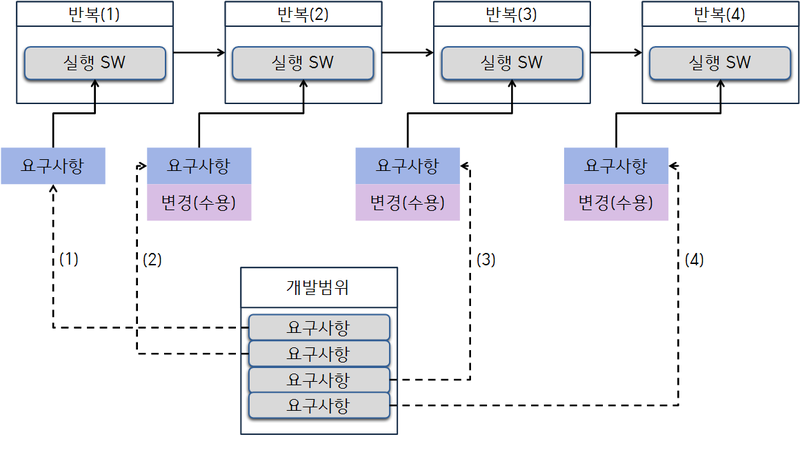 반복(1)
반복(2)
반복(3)
반복(4)
실행 SW
실행 SW
실행 SW
실행 SW
요구사항
요구사항
요구사항
요구사항
변경(수용)
변경(수용)
변경(수용)
(1)
(2)
(3)
(4)
개발범위
요구사항
요구사항
요구사항
요구사항